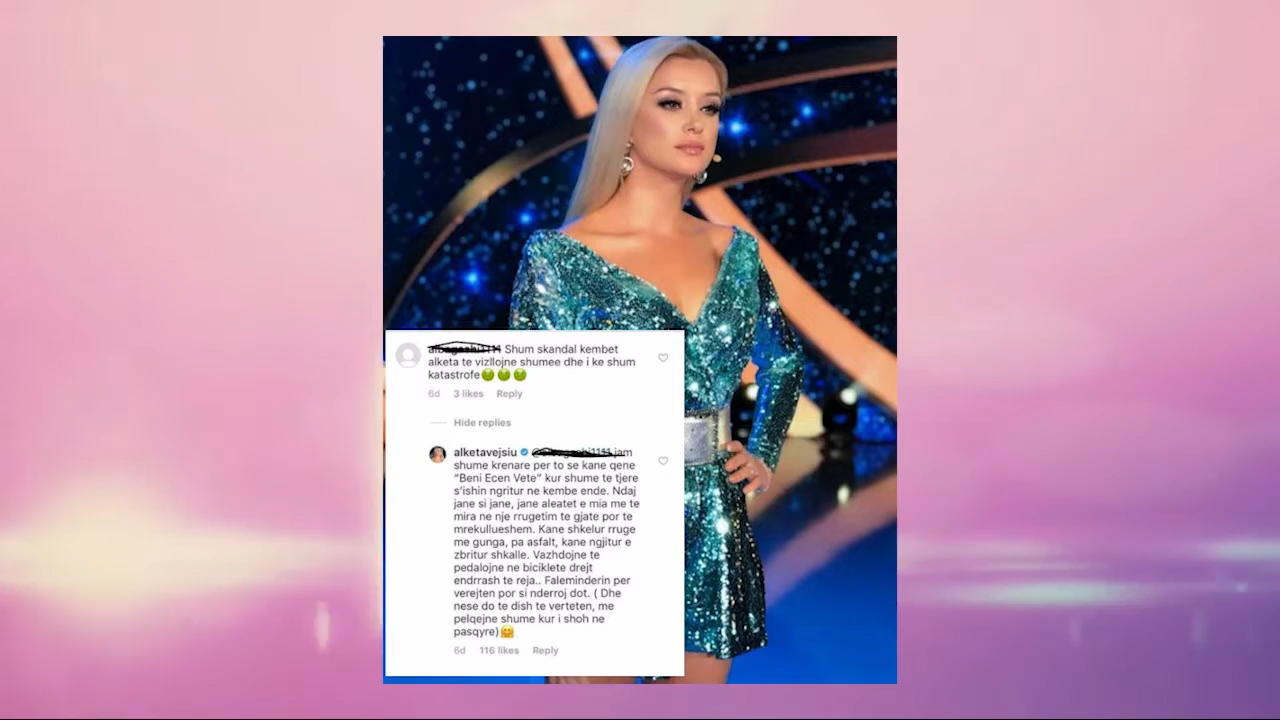 Shum skandal kembet
alketa te vizllojne shumee dhe i ke shum
katastrofe🤢🤢🤢
6d 3 likes Reply
Hide replies
alketavejsiu jam
shume krenare per to se kane qene
“Beni Ecen Vete” kur shume te tjere
s’ishin ngritur ne kembe ende. Ndaj
jane si jane, jane aleatet e mia me te
mira ne nje rrugetim te gjate por te
mrekullueshem. Kane shkelur rruge
me gunga, pa asfalt, kane ngjitur e
zbritur shkalle. Vazhdojne te
pedalojne ne biciklete drejt
endrrash te reja.. Faleminderin per
verejten por si nderroj dot. ( Dhe
nese do te dish te verteten, me
pelqejne shume kur i shoh ne
pasqyre)🤗
6d 116 likes Reply